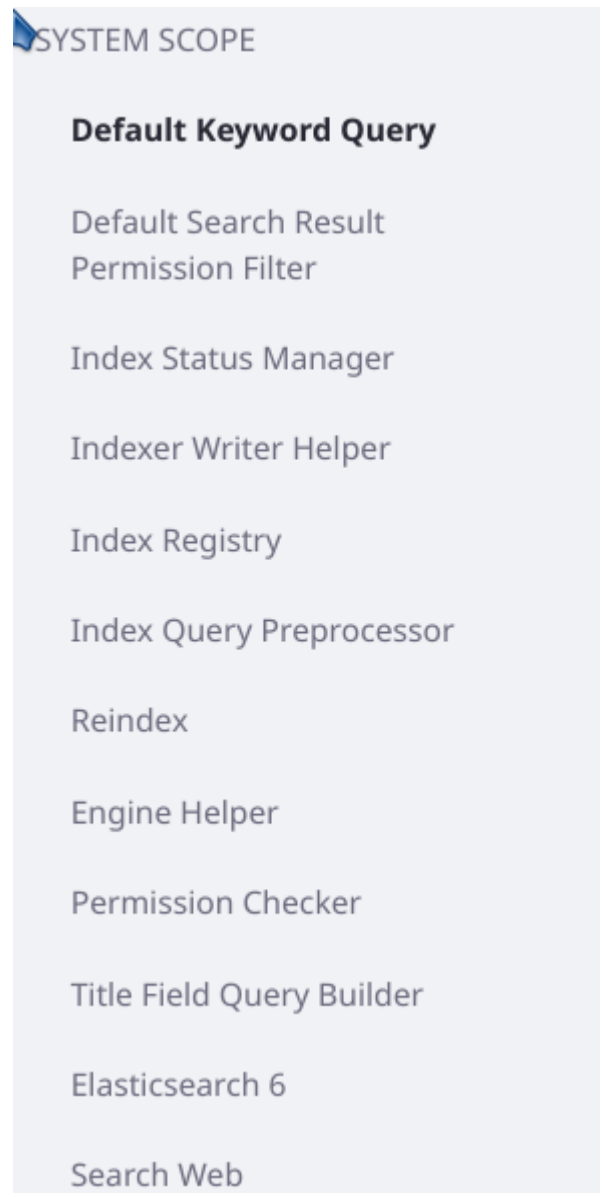 SYSTEM SCOPE
Default Keyword Query
Default Search Result
Permission Filter
Index Status Manager
Indexer Writer Helper
Index Registry
Index Query Preprocessor
Reindex
Engine Helper
Permission Checker
Title Field Query Builder
Elasticsearch 6
Search Web